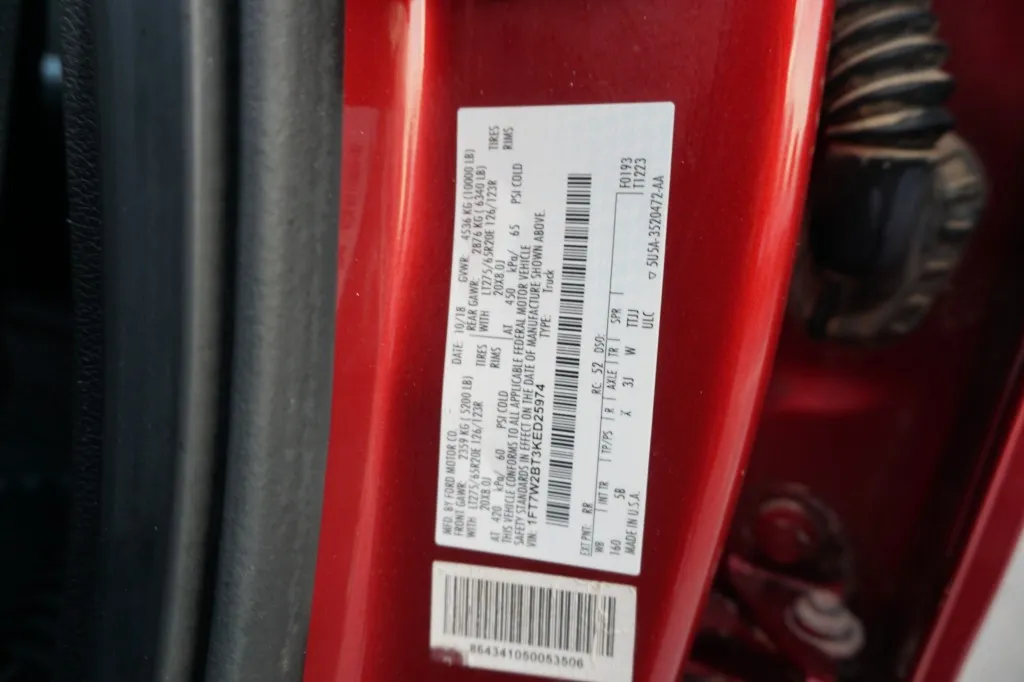 MFD. BY FORD MOTOR CO. DATE: 10/18 GVWR: 4536 KG (10000 LB)
FRONT GAWR: 2359 KG (5200 LB) REAR GAWR: 2876 KG (6340 LB)
WITH LT275/65R20E 126/123R TIRES WITH LT275/65R20E 126/123R TIRES
20X8.0J RIMS 20X8.0J RIMS
AT 420 kPa/ 60 PSI COLD AT 450 kPa/ 65 PSI COLD
THIS VEHICLE CONFORMS TO ALL APPLICABLE FEDERAL MOTOR VEHICLE
SAFETY STANDARDS IN EFFECT ON THE DATE OF MANUFACTURE SHOWN ABOVE.
VIN: 1FT7W2BT3KED25974 TYPE: Truck
EXT PNT: RR RC: 52 DSO: F0193
WB INT TR TP/PS R AXLE TR SPR T1223
160 5B X 3J W TTJJ
MADE IN U.S.A. ULC ▽ 5U5A-3520472-AA
864341050053506